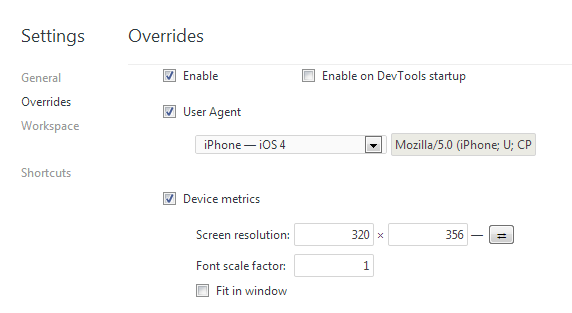 Settings
Overrides
General
Overrides
Workspace
Shortcuts
Enable
Enable on DevTools startup
User Agent
iPhone — iOS 4
Mozilla/5.0 (iPhone; U; CP
Device metrics
Screen resolution: 320 × 356 — ⇄
Font scale factor: 1
Fit in window